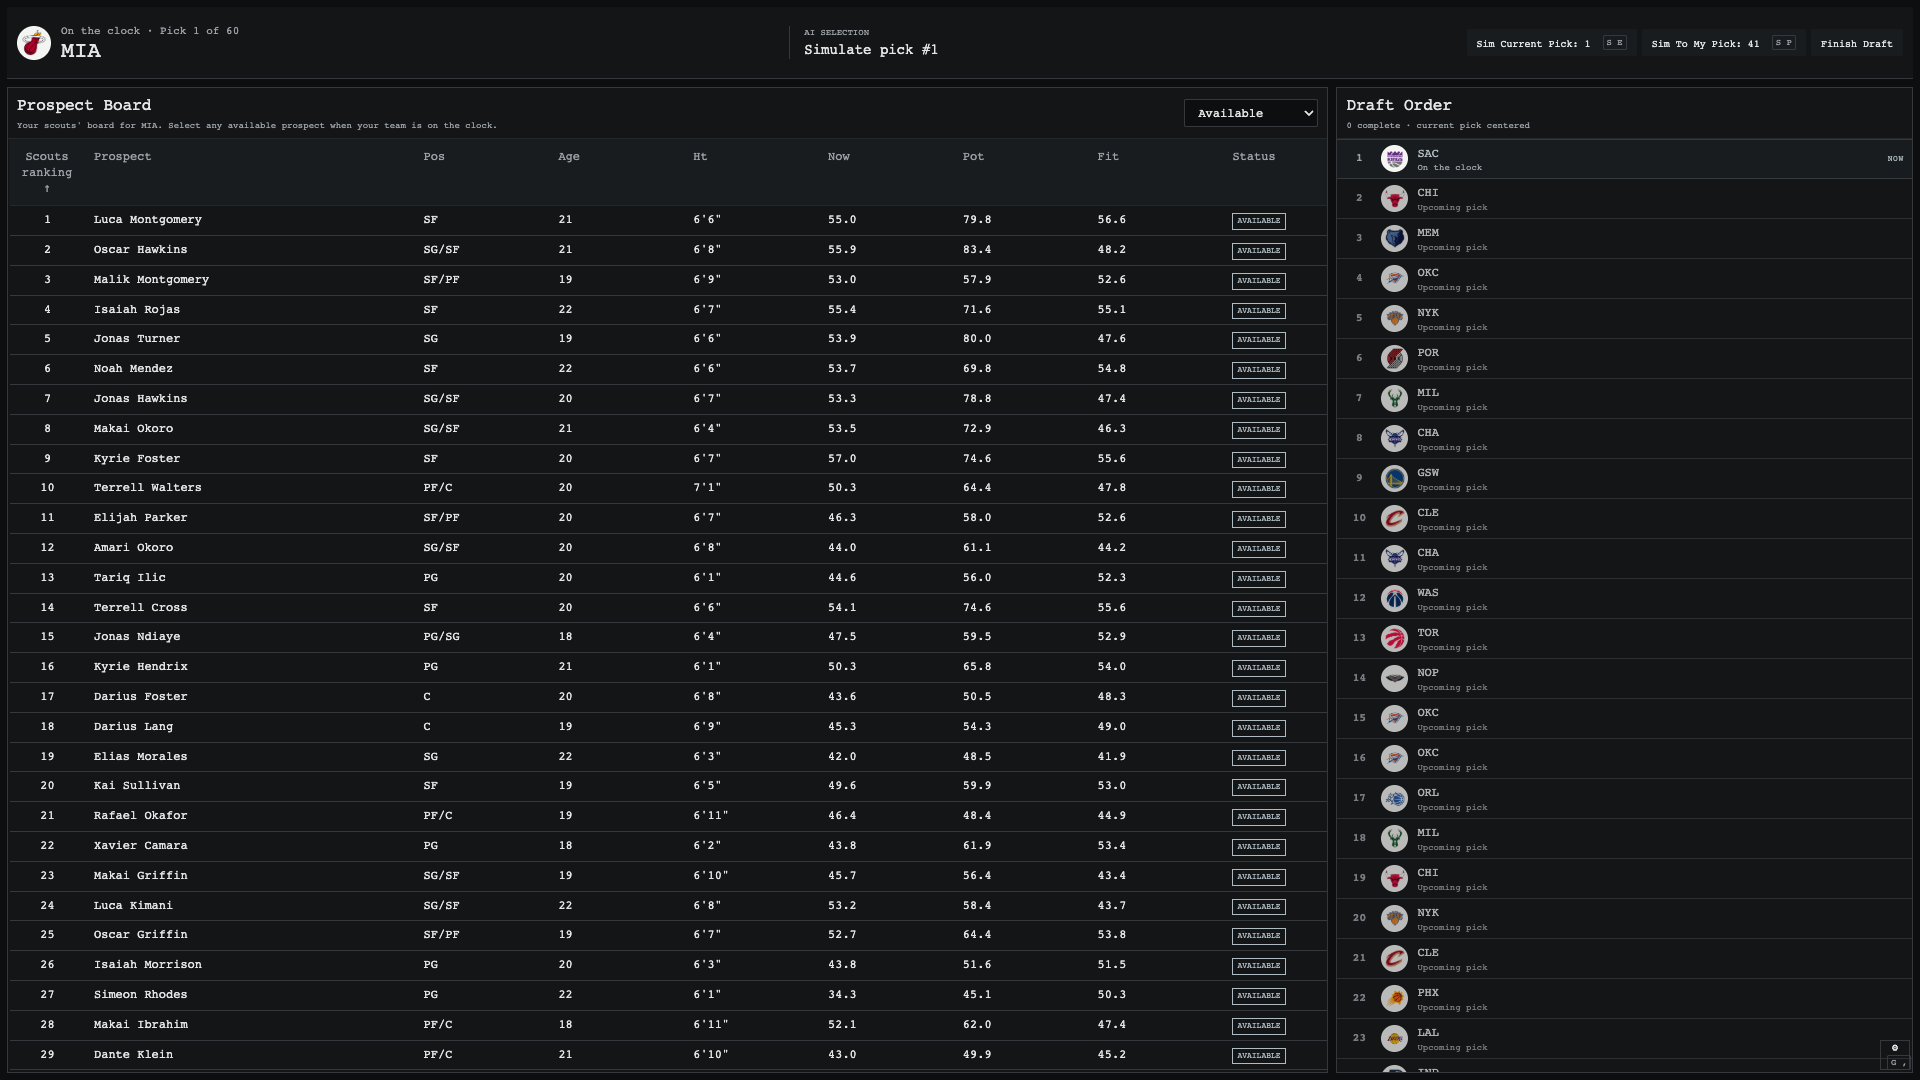 On the clock · Pick 1 of 60
MIA
AI SELECTION
Simulate pick #1
Sim Current Pick: 1 S E
Sim To My Pick: 41 S P
Finish Draft
Prospect Board
Your scouts' board for MIA. Select any available prospect when your team is on the clock.
Available
Scouts ranking ↑ Prospect Pos Age Ht Now Pot Fit Status
1 Luca Montgomery SF 21 6'6" 55.0 79.8 56.6 AVAILABLE
2 Oscar Hawkins SG/SF 21 6'8" 55.9 83.4 48.2 AVAILABLE
3 Malik Montgomery SF/PF 19 6'9" 53.0 57.9 52.6 AVAILABLE
4 Isaiah Rojas SF 22 6'7" 55.4 71.6 55.1 AVAILABLE
5 Jonas Turner SG 19 6'6" 53.9 80.0 47.6 AVAILABLE
6 Noah Mendez SF 22 6'6" 53.7 69.8 54.8 AVAILABLE
7 Jonas Hawkins SG/SF 20 6'7" 53.3 78.8 47.4 AVAILABLE
8 Makai Okoro SG/SF 21 6'4" 53.5 72.9 46.3 AVAILABLE
9 Kyrie Foster SF 20 6'7" 57.0 74.6 55.6 AVAILABLE
10 Terrell Walters PF/C 20 7'1" 50.3 64.4 47.8 AVAILABLE
11 Elijah Parker SF/PF 20 6'7" 46.3 58.0 52.6 AVAILABLE
12 Amari Okoro SG/SF 20 6'8" 44.0 61.1 44.2 AVAILABLE
13 Tariq Ilic PG 20 6'1" 44.6 56.0 52.3 AVAILABLE
14 Terrell Cross SF 20 6'6" 54.1 74.6 55.6 AVAILABLE
15 Jonas Ndiaye PG/SG 18 6'4" 47.5 59.5 52.9 AVAILABLE
16 Kyrie Hendrix PG 21 6'1" 50.3 65.8 54.0 AVAILABLE
17 Darius Foster C 20 6'8" 43.6 50.5 48.3 AVAILABLE
18 Darius Lang C 19 6'9" 45.3 54.3 49.0 AVAILABLE
19 Elias Morales SG 22 6'3" 42.0 48.5 41.9 AVAILABLE
20 Kai Sullivan SF 19 6'5" 49.6 59.9 53.0 AVAILABLE
21 Rafael Okafor PF/C 19 6'11" 46.4 48.4 44.9 AVAILABLE
22 Xavier Camara PG 18 6'2" 43.8 61.9 53.4 AVAILABLE
23 Makai Griffin SG/SF 19 6'10" 45.7 56.4 43.4 AVAILABLE
24 Luca Kimani SG/SF 22 6'8" 53.2 58.4 43.7 AVAILABLE
25 Oscar Griffin SF/PF 19 6'7" 52.7 64.4 53.8 AVAILABLE
26 Isaiah Morrison PG 20 6'3" 43.8 51.6 51.5 AVAILABLE
27 Simeon Rhodes PG 22 6'1" 34.3 45.1 50.3 AVAILABLE
28 Makai Ibrahim PF/C 18 6'11" 52.1 62.0 47.4 AVAILABLE
29 Dante Klein PF/C 21 6'10" 43.0 49.9 45.2 AVAILABLE
Draft Order
0 complete · current pick centered
1 SAC NOW
On the clock
2 CHI
Upcoming pick
3 MEM
Upcoming pick
4 OKC
Upcoming pick
5 NYK
Upcoming pick
6 POR
Upcoming pick
7 MIL
Upcoming pick
8 CHA
Upcoming pick
9 GSW
Upcoming pick
10 CLE
Upcoming pick
11 CHA
Upcoming pick
12 WAS
Upcoming pick
13 TOR
Upcoming pick
14 NOP
Upcoming pick
15 OKC
Upcoming pick
16 OKC
Upcoming pick
17 ORL
Upcoming pick
18 MIL
Upcoming pick
19 CHI
Upcoming pick
20 NYK
Upcoming pick
21 CLE
Upcoming pick
22 PHX
Upcoming pick
23 LAL
Upcoming pick
G ,